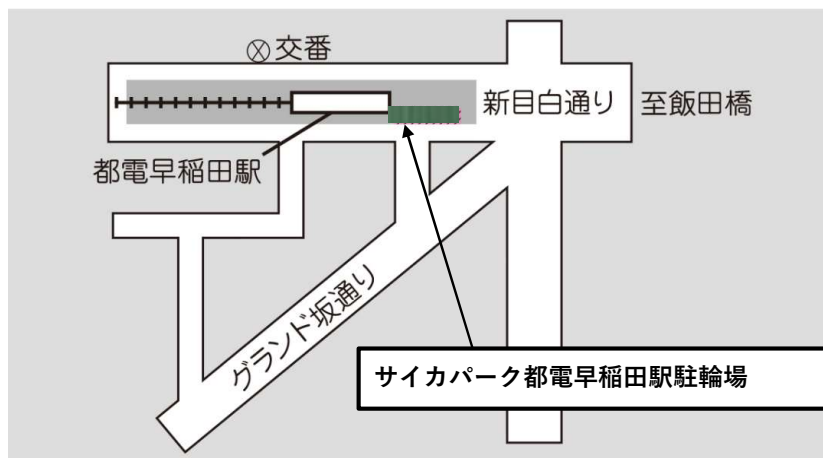 交番
新目白通り
至飯田橋
都電早稲田駅
グランド坂通り
サイカパーク都電早稲田駅駐輪場